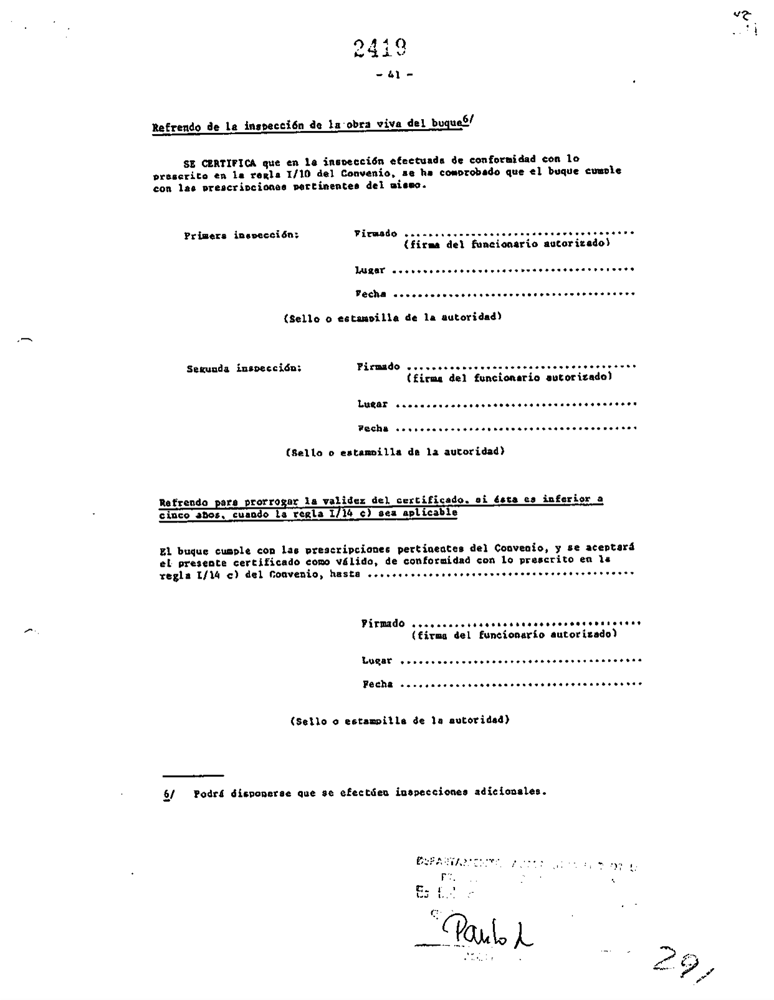 2419
- 41 -
Refrendo de la inspección de la obra viva del buque6/
SE CERTIFICA que en la inspección efectuada de conformidad con lo
prescrito en la regla I/10 del Convenio, se ha comprobado que el buque cumple
con las prescripciones pertinentes del mismo.
Primera inspección: Firmado ......................................
(firma del funcionario autorizado)
Lugar ........................................
Fecha ........................................
(Sello o estampilla de la autoridad)
Segunda inspección: Firmado ......................................
(firma del funcionario autorizado)
Lugar ........................................
Fecha ........................................
(Sello o estampilla de la autoridad)
Refrendo para prorrogar la validez del certificado, si ésta es inferior a
cinco años, cuando la regla I/14 c) sea aplicable
El buque cumple con las prescripciones pertinentes del Convenio, y se aceptará
el presente certificado como válido, de conformidad con lo prescrito en la
regla I/14 c) del Convenio, hasta ............................................
Firmado ......................................
(firma del funcionario autorizado)
Lugar ........................................
Fecha ........................................
(Sello o estampilla de la autoridad)
6/ Podrá disponerse que se efectúen inspecciones adicionales.
DEPARTAMENTO
291